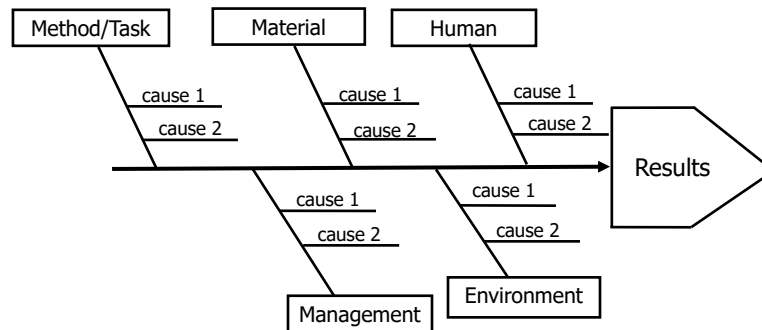 Method/Task
Material
Human
cause 1
cause 1
cause 1
cause 2
cause 2
cause 2
Results
cause 1
cause 1
cause 2
cause 2
Management
Environment